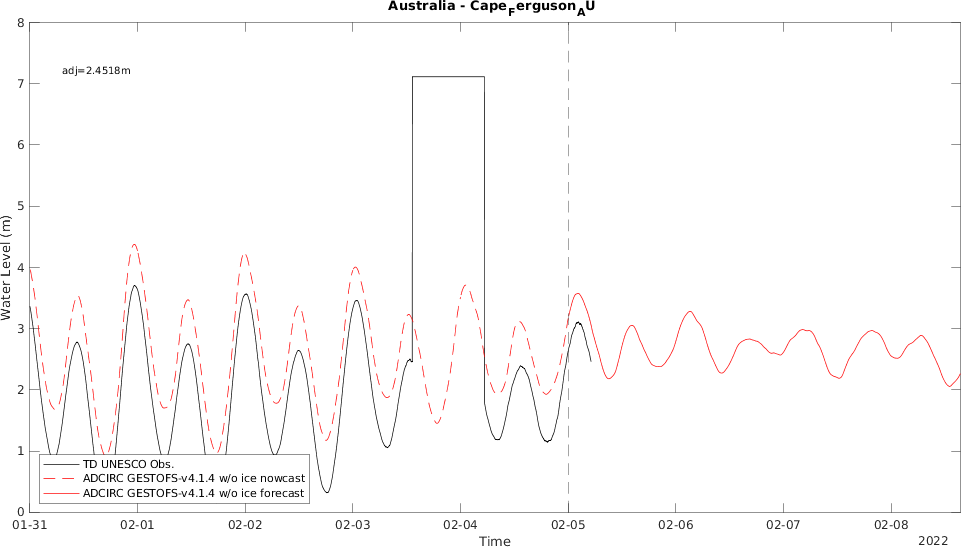 Australia - Cape_Ferguson_AU
8
adj=2.4518m
7
6
5
4
3
2
1
0
Water Level (m)
TD UNESCO Obs.
ADCIRC GESTOFS-v4.1.4 w/o ice nowcast
ADCIRC GESTOFS-v4.1.4 w/o ice forecast
01-31 02-01 02-02 02-03 02-04 02-05 02-06 02-07 02-08
Time
2022